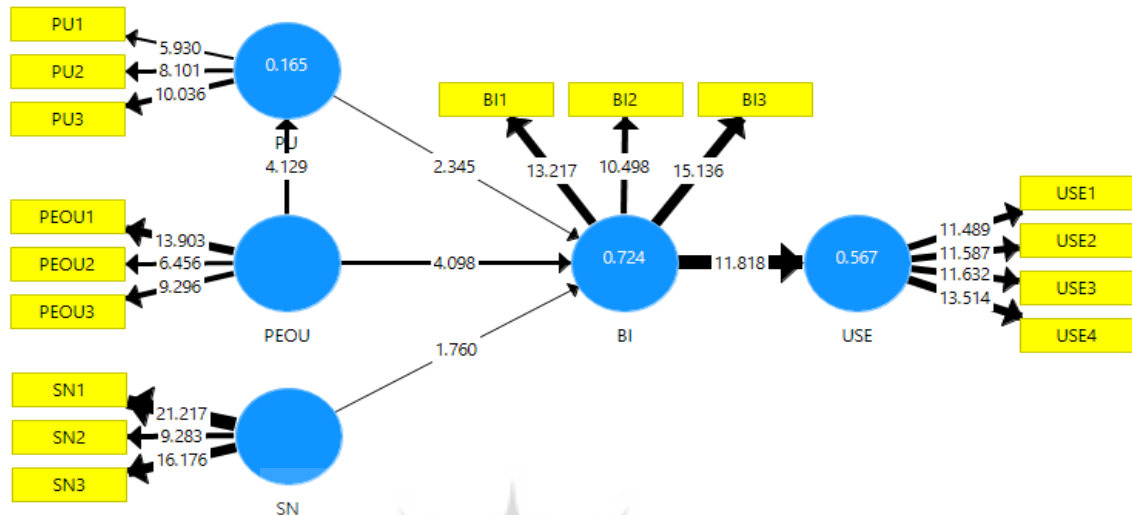 PU1
PU2
PU3
5.930
8.101
10.036
0.165
PU
4.129
2.345
BI1
BI2
BI3
13.217
10.498
15.136
PEOU1
PEOU2
PEOU3
13.903
6.456
9.296
PEOU
4.098
0.724
BI
11.818
0.567
USE
11.489
11.587
11.632
13.514
USE1
USE2
USE3
USE4
1.760
SN1
SN2
SN3
21.217
9.283
16.176
SN